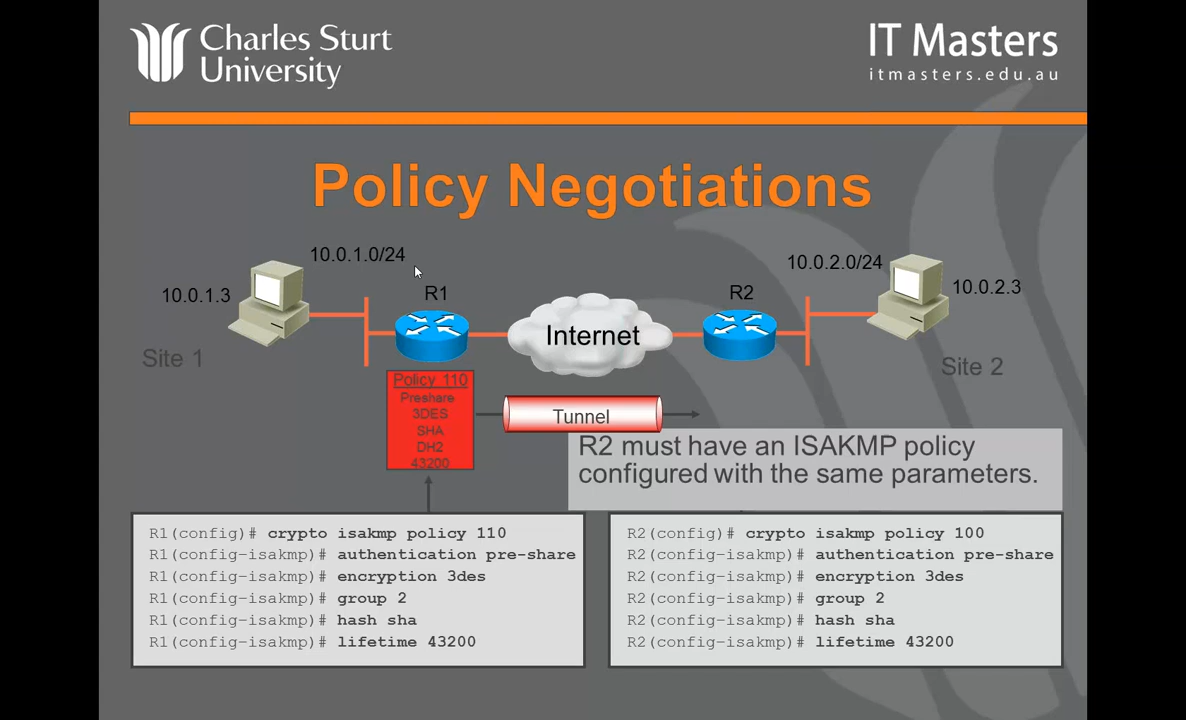 Charles Sturt
University
IT Masters
itmasters.edu.au
Policy Negotiations
10.0.1.0/24
10.0.2.0/24
10.0.1.3
R1
R2
10.0.2.3
Internet
Site 1
Site 2
Policy 110
Preshare
3DES
SHA
DH2
43200
Tunnel
R2 must have an ISAKMP policy
configured with the same parameters.
R1(config)# crypto isakmp policy 110
R1(config-isakmp)# authentication pre-share
R1(config-isakmp)# encryption 3des
R1(config-isakmp)# group 2
R1(config-isakmp)# hash sha
R1(config-isakmp)# lifetime 43200
R2(config)# crypto isakmp policy 100
R2(config-isakmp)# authentication pre-share
R2(config-isakmp)# encryption 3des
R2(config-isakmp)# group 2
R2(config-isakmp)# hash sha
R2(config-isakmp)# lifetime 43200